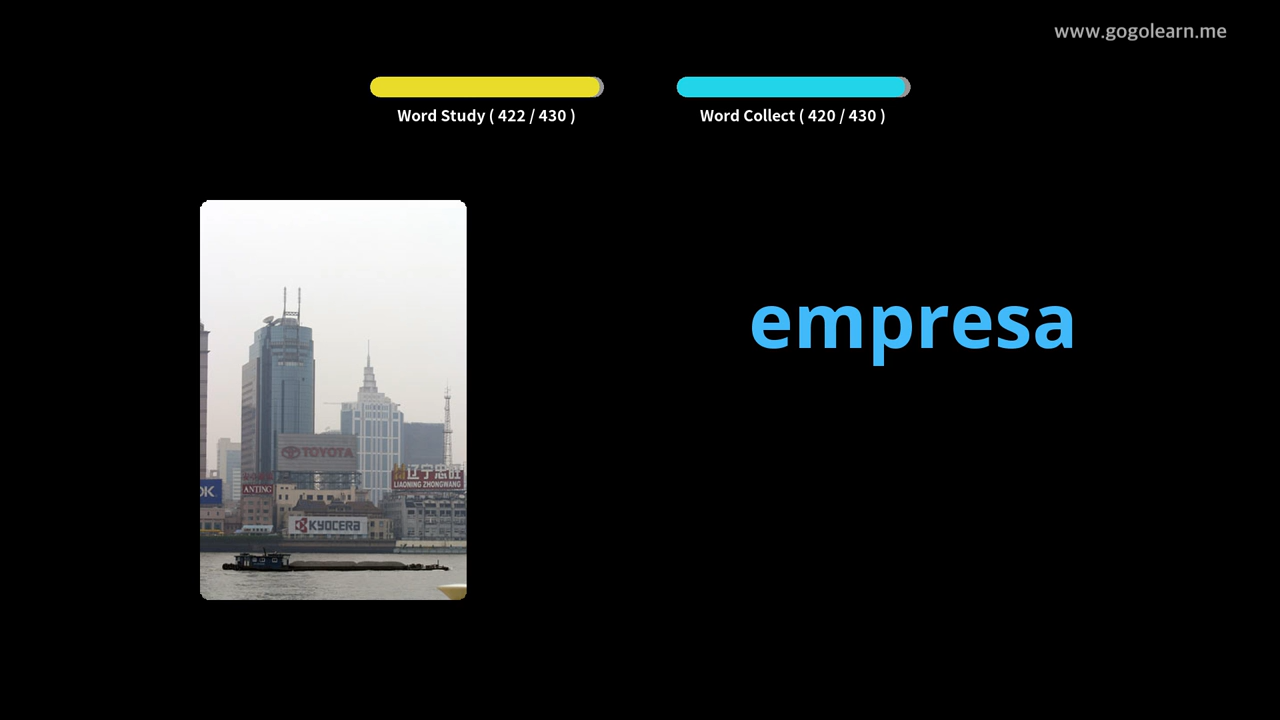 www.gogolearn.me
Word Study ( 422 / 430 )
Word Collect ( 420 / 430 )
empresa
TOYOTA
辽宁忠旺
LIAONING ZHONGWANG
OK
ANTING
KYOCERA